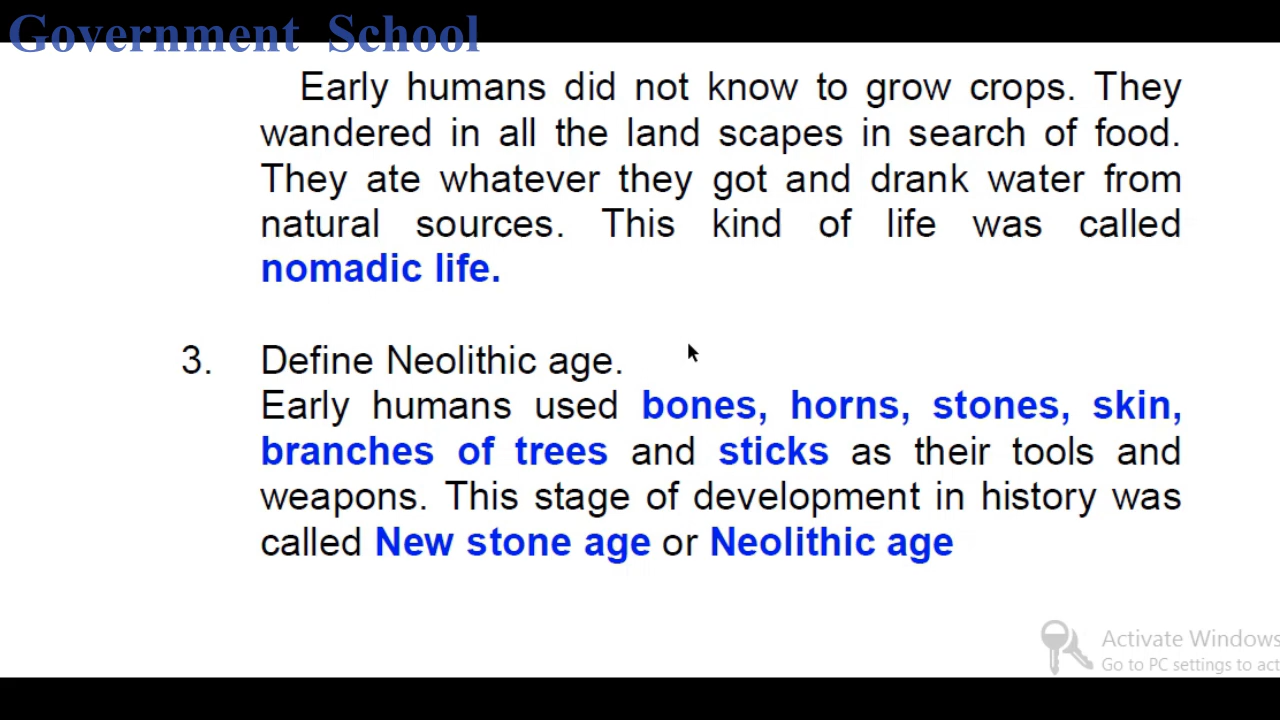 Government School
Early humans did not know to grow crops. They
wandered in all the land scapes in search of food.
They ate whatever they got and drank water from
natural sources. This kind of life was called
nomadic life.
3. Define Neolithic age.
Early humans used bones, horns, stones, skin,
branches of trees and sticks as their tools and
weapons. This stage of development in history was
called New stone age or Neolithic age
Activate Windows
Go to PC settings to act